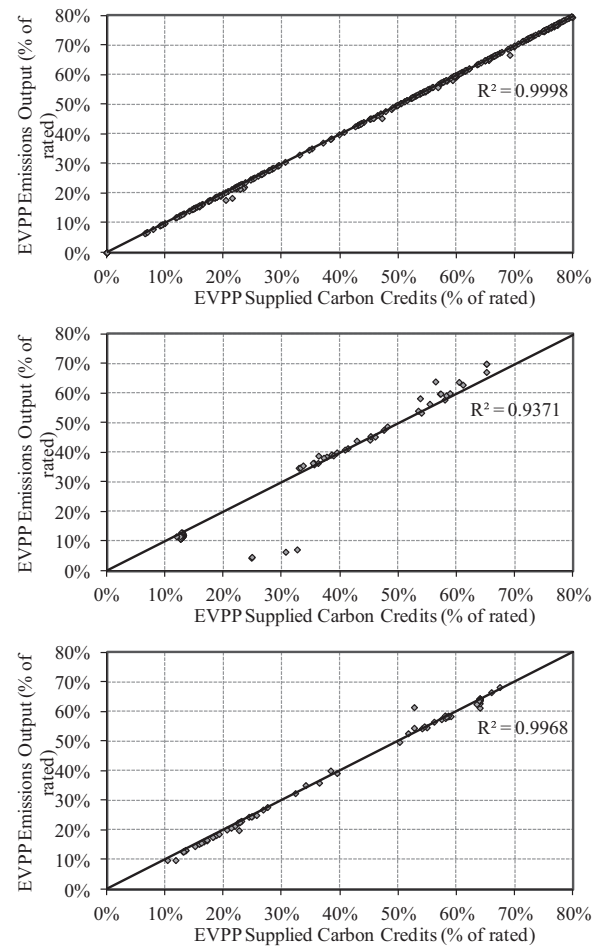 80%
70%
60%
50%
40%
30%
20%
10%
0%
EVPP Emissions Output (% of
rated)
R² = 0.9998
0% 10% 20% 30% 40% 50% 60% 70% 80%
EVPP Supplied Carbon Credits (% of rated)
80%
70%
60%
50%
40%
30%
20%
10%
0%
EVPP Emissions Output (% of
rated)
R² = 0.9371
0% 10% 20% 30% 40% 50% 60% 70% 80%
EVPP Supplied Carbon Credits (% of rated)
80%
70%
60%
50%
40%
30%
20%
10%
0%
EVPP Emissions Output (% of
rated)
R² = 0.9968
0% 10% 20% 30% 40% 50% 60% 70% 80%
EVPP Supplied Carbon Credits (% of rated)